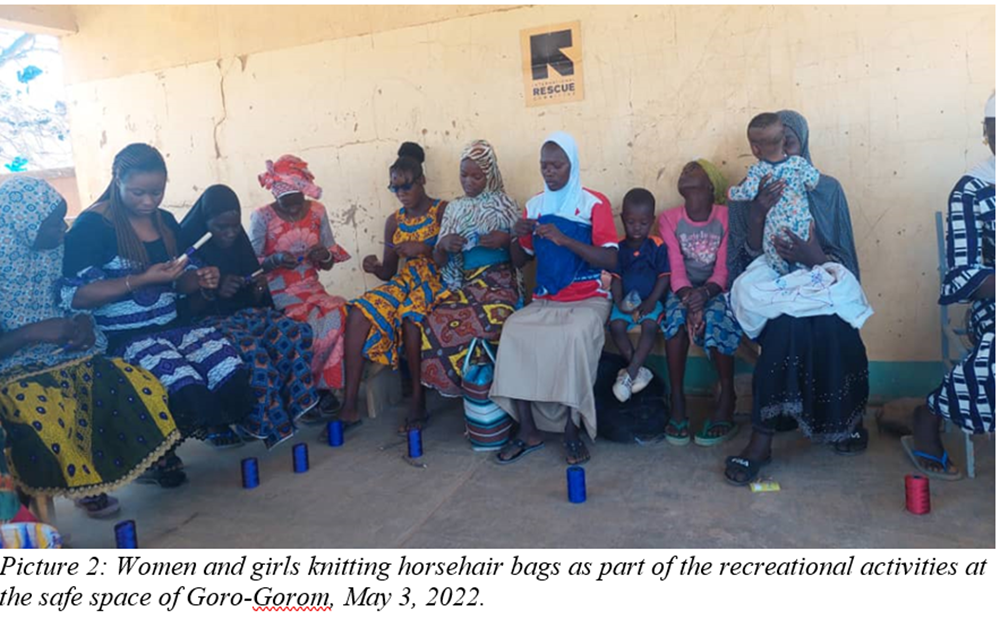 INTERNATIONAL
RESCUE
COMMITTEE
Picture 2: Women and girls knitting horsehair bags as part of the recreational activities at
the safe space of Goro-Gorom, May 3, 2022.